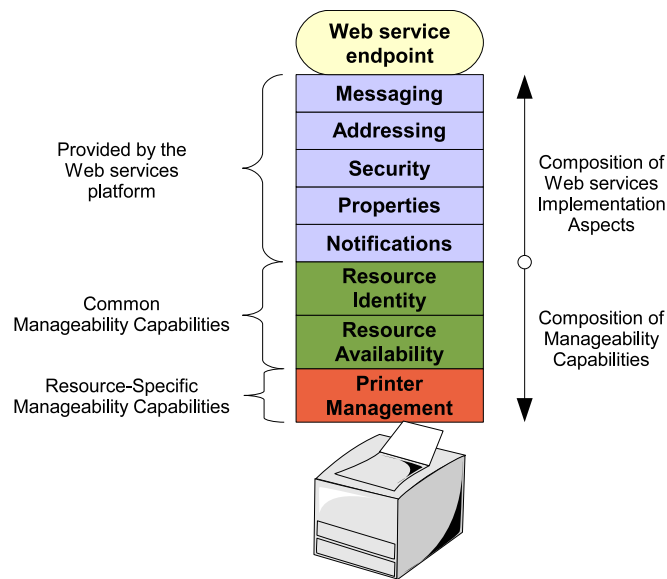 Web service
endpoint
Messaging
Addressing
Security
Properties
Notifications
Resource
Identity
Resource
Availability
Printer
Management
Provided by the
Web services
platform
Common
Manageability Capabilities
Resource-Specific
Manageability Capabilities
Composition of
Web services
Implementation
Aspects
Composition of
Manageability
Capabilities